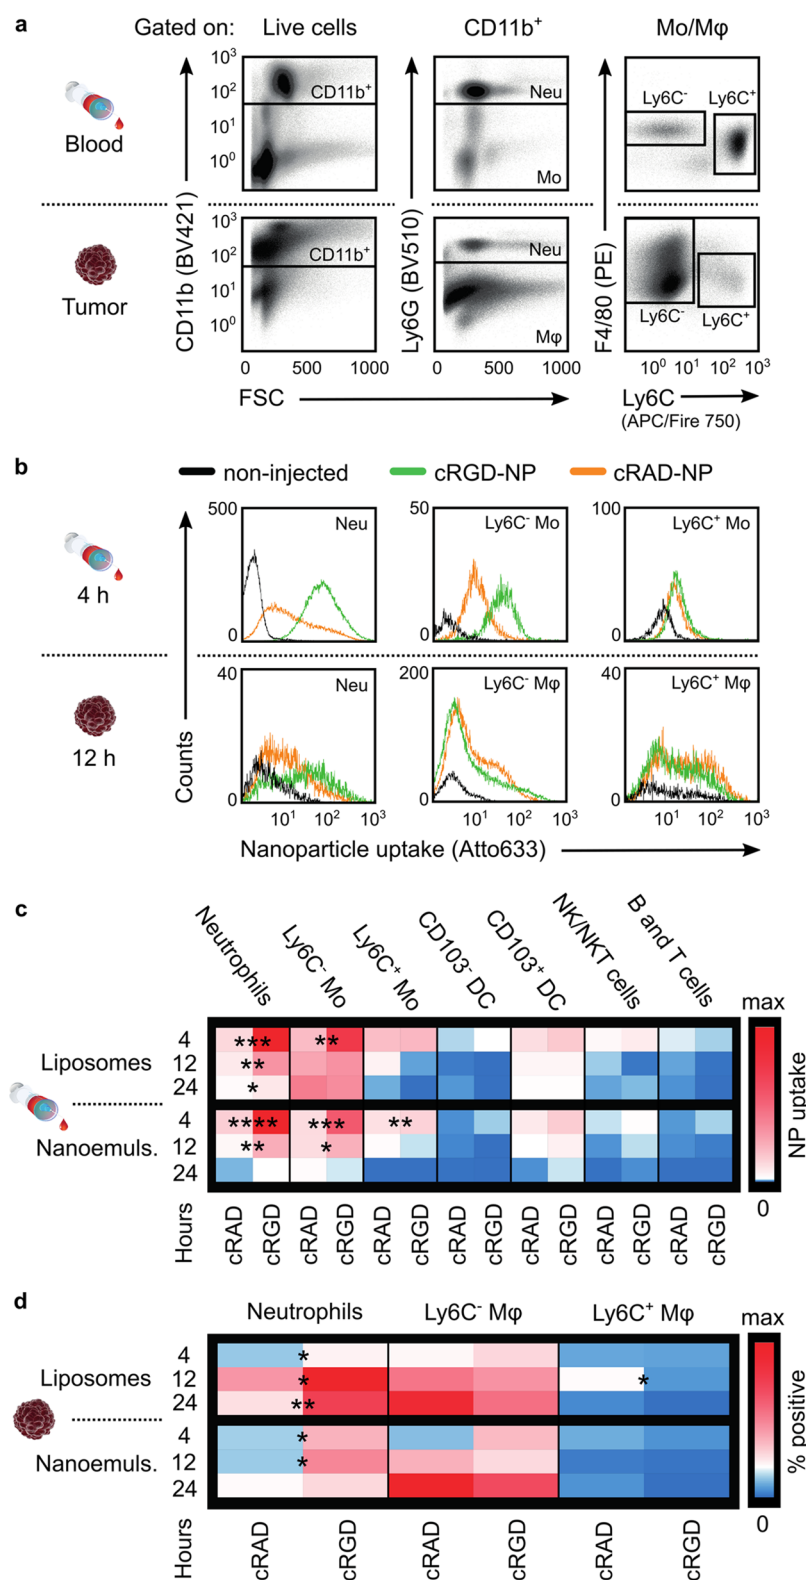 a
Gated on: Live cells CD11b⁺ Mo/Mφ
Blood
Tumor
CD11b (BV421)
10³
10²
10¹
10⁰
CD11b⁺
10³
10²
10¹
10⁰
CD11b⁺
Ly6G (BV510)
Neu
Mo
Neu
Mφ
F4/80 (PE)
Ly6C⁻ Ly6C⁺
Ly6C⁻ Ly6C⁺
0 500 1000 0 500 1000 10⁰ 10¹ 10² 10³
FSC
Ly6C
(APC/Fire 750)
b
non-injected cRGD-NP cRAD-NP
4 h
12 h
Counts
500 Neu 0
50 Ly6C⁻ Mo 0
100 Ly6C⁺ Mo 0
40 Neu 0
200 Ly6C⁻ Mφ 0
40 Ly6C⁺ Mφ 0
10¹ 10² 10³ 10¹ 10² 10³ 10¹ 10² 10³
Nanoparticle uptake (Atto633)
c
Neutrophils
Ly6C⁻ Mo
Ly6C⁺ Mo
CD103⁻ DC
CD103⁺ DC
NK/NKT cells
B and T cells
max
NP uptake
0
Liposomes
4 *** **
12 **
24 *
Nanoemuls.
4 **** *** **
12 ** *
24
Hours cRAD cRGD cRAD cRGD cRAD cRGD cRAD cRGD cRAD cRGD cRAD cRGD cRAD cRGD
d
Neutrophils Ly6C⁻ Mφ Ly6C⁺ Mφ
max
% positive
0
Liposomes
4 *
12 * *
24 **
Nanoemuls.
4 *
12 *
24
Hours cRAD cRGD cRAD cRGD cRAD cRGD